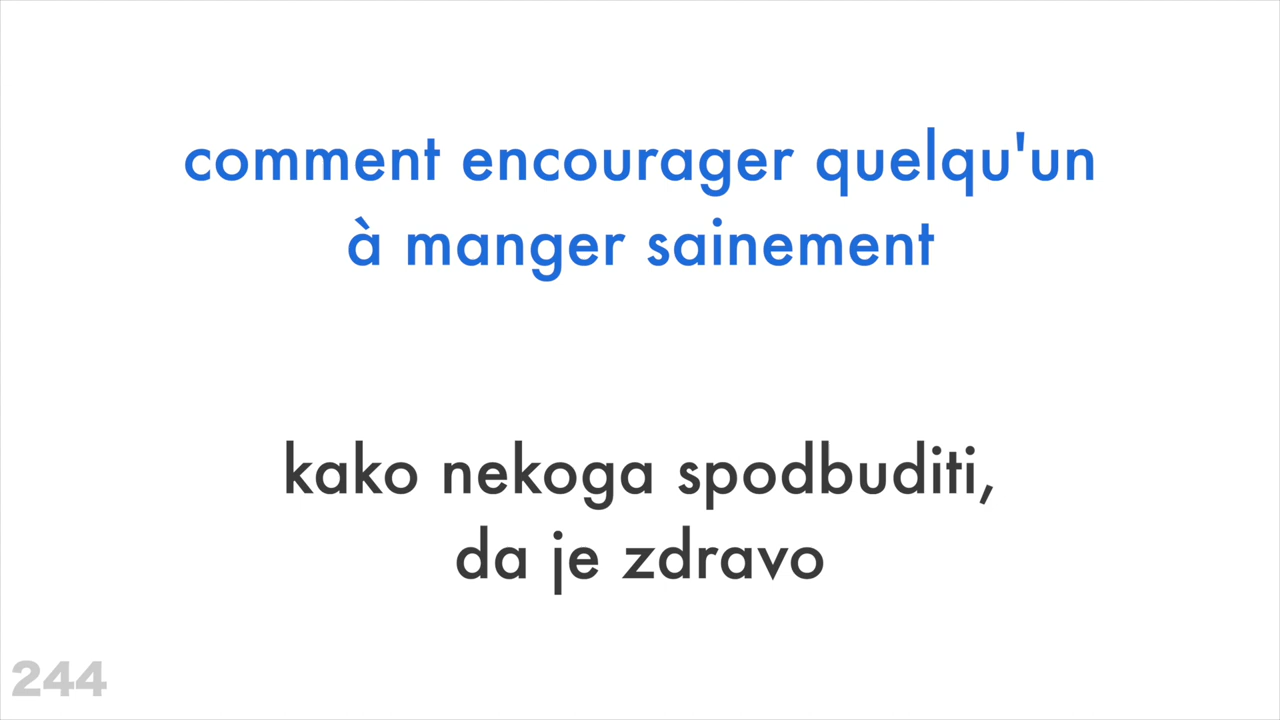 comment encourager quelqu'un
à manger sainement
kako nekoga spodbuditi,
da je zdravo
244